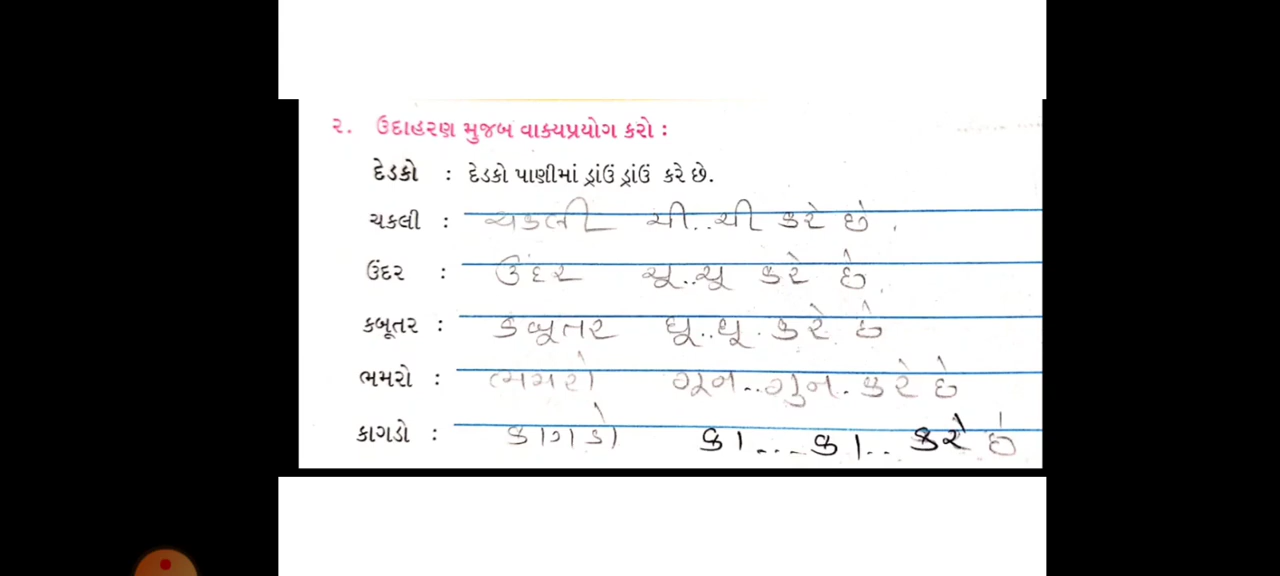 ૨. ઉદાહરણ મુજબ વાક્યપ્રયોગ કરો :
દેડકો : દેડકો પાણીમાં ડ્રાંઉં ડ્રાંઉં કરે છે.
ચકલી : ચકલી ચી..ચી કરે છે.
ઉંદર : ઉંદર ચૂ..ચૂ કરે છે.
કબૂતર : કબૂતર ઘૂ..ઘૂ. કરે છે
ભમરો : ભમરો ગૂન..ગુન. કરે છે
કાગડો : કાગડો કા...કા.. કરે છે